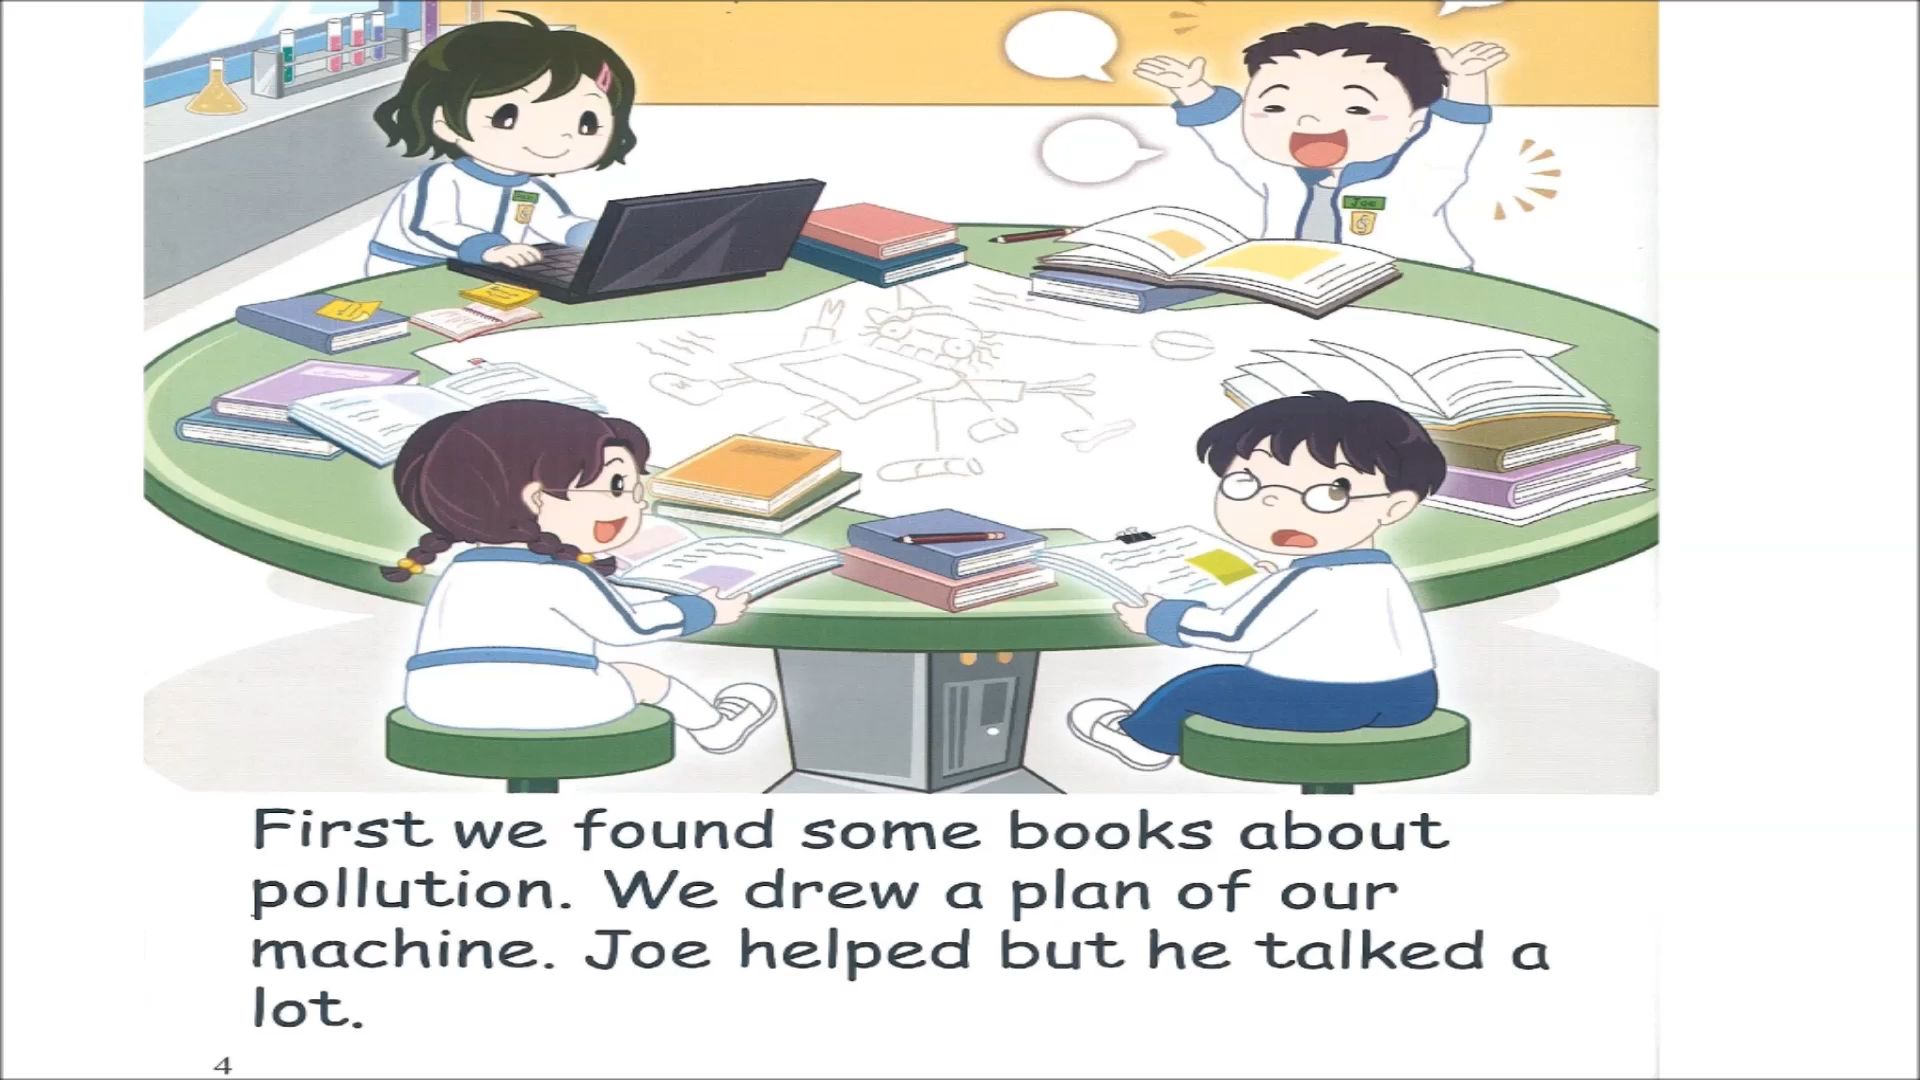 Joe
First we found some books about
pollution. We drew a plan of our
machine. Joe helped but he talked a
lot.
4